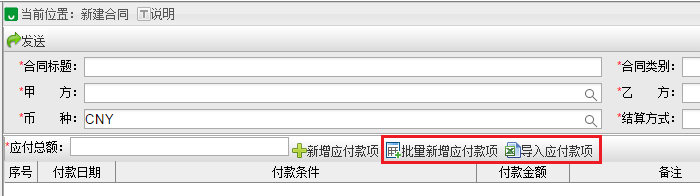 当前位置：新建合同 T说明
发送
*合同标题： *合同类别：
*甲 方： *乙 方：
*币 种： CNY *结算方式：
*应付总额： 新增应付款项 批量新增应付款项 导入应付款项
序号 付款日期 付款条件 付款金额 备注